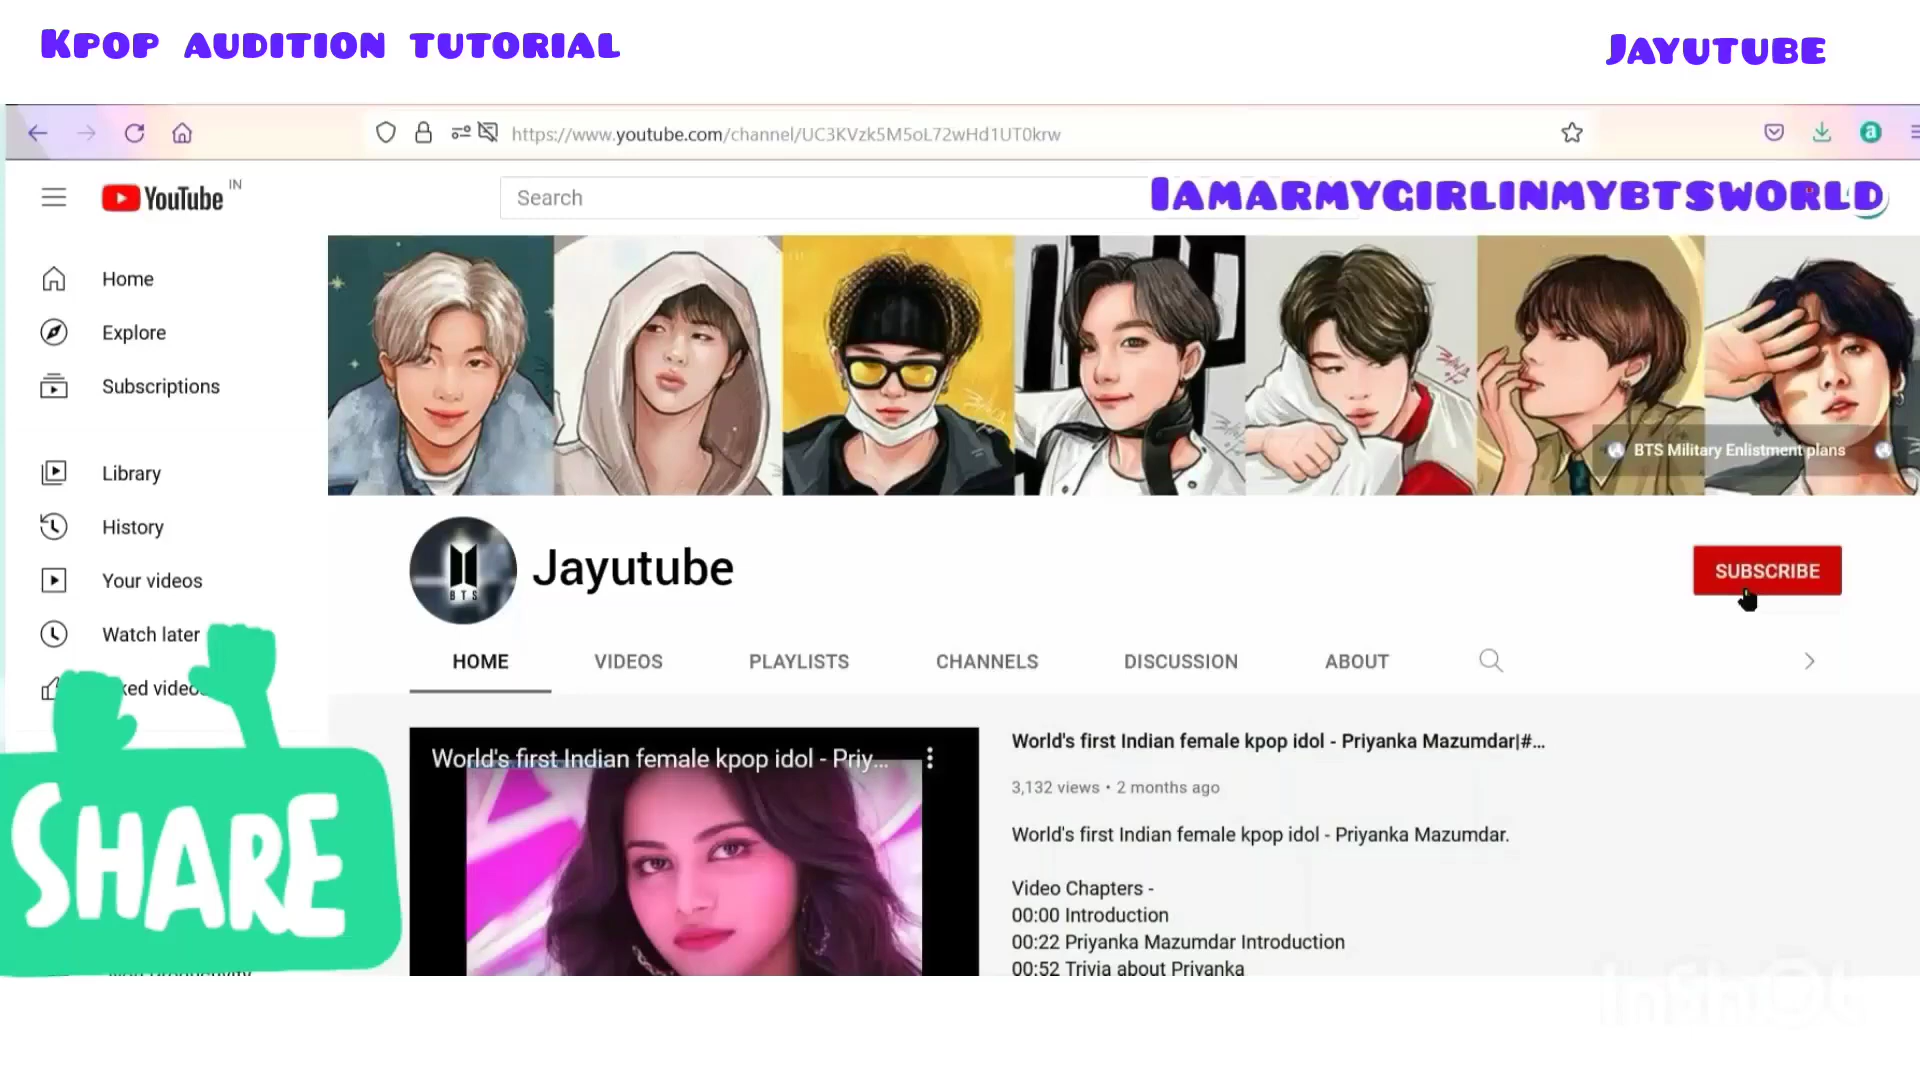 Kpop audition tutorial
Jayutube
https://www.youtube.com/channel/UC3KVzk5M5oL72wHd1UT0krw
YouTube IN
Search
Iamarmygirlinmybtsworld
Home
Explore
Subscriptions
Library
History
Your videos
Watch later
ked videos
BTS Military Enlistment plans
BTS
Jayutube
SUBSCRIBE
HOME
VIDEOS
PLAYLISTS
CHANNELS
DISCUSSION
ABOUT
SHARE
World's first Indian female kpop idol - Priy...
World's first Indian female kpop idol - Priyanka Mazumdar|#...
3,132 views • 2 months ago
World's first Indian female kpop idol - Priyanka Mazumdar.
Video Chapters -
00:00 Introduction
00:22 Priyanka Mazumdar Introduction
00:52 Trivia about Priyanka
InShot